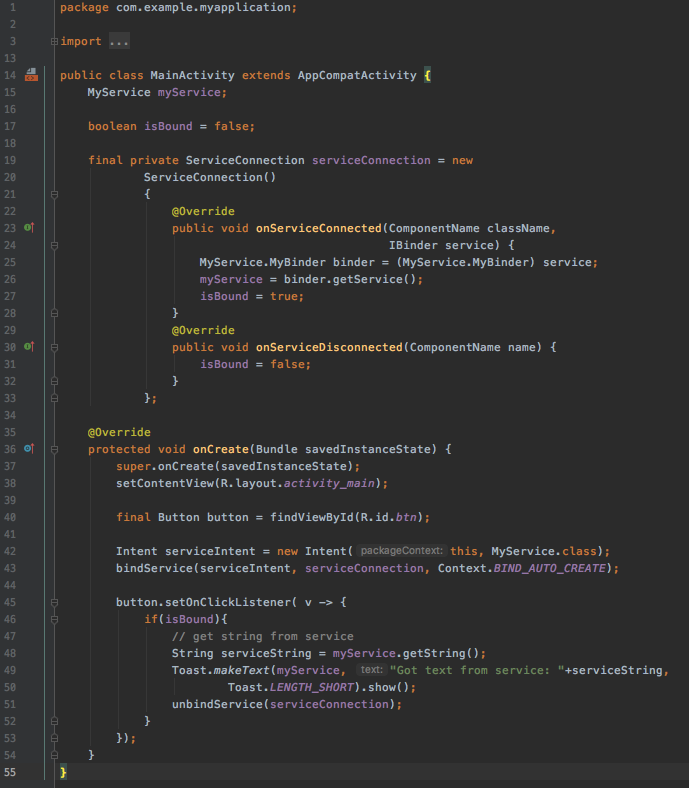 1 package com.example.myapplication;
2
3 import ...
13
14 public class MainActivity extends AppCompatActivity {
15     MyService myService;
16
17     boolean isBound = false;
18
19     final private ServiceConnection serviceConnection = new
20             ServiceConnection()
21             {
22                 @Override
23                 public void onServiceConnected(ComponentName className,
24                                                IBinder service) {
25                     MyService.MyBinder binder = (MyService.MyBinder) service;
26                     myService = binder.getService();
27                     isBound = true;
28                 }
29                 @Override
30                 public void onServiceDisconnected(ComponentName name) {
31                     isBound = false;
32                 }
33             };
34
35     @Override
36     protected void onCreate(Bundle savedInstanceState) {
37         super.onCreate(savedInstanceState);
38         setContentView(R.layout.activity_main);
39
40         final Button button = findViewById(R.id.btn);
41
42         Intent serviceIntent = new Intent( packageContext: this, MyService.class);
43         bindService(serviceIntent, serviceConnection, Context.BIND_AUTO_CREATE);
44
45         button.setOnClickListener( v -> {
46             if(isBound){
47                 // get string from service
48                 String serviceString = myService.getString();
49                 Toast.makeText(myService, text: "Got text from service: "+serviceString,
50                         Toast.LENGTH_SHORT).show();
51                 unbindService(serviceConnection);
52             }
53         });
54     }
55 }